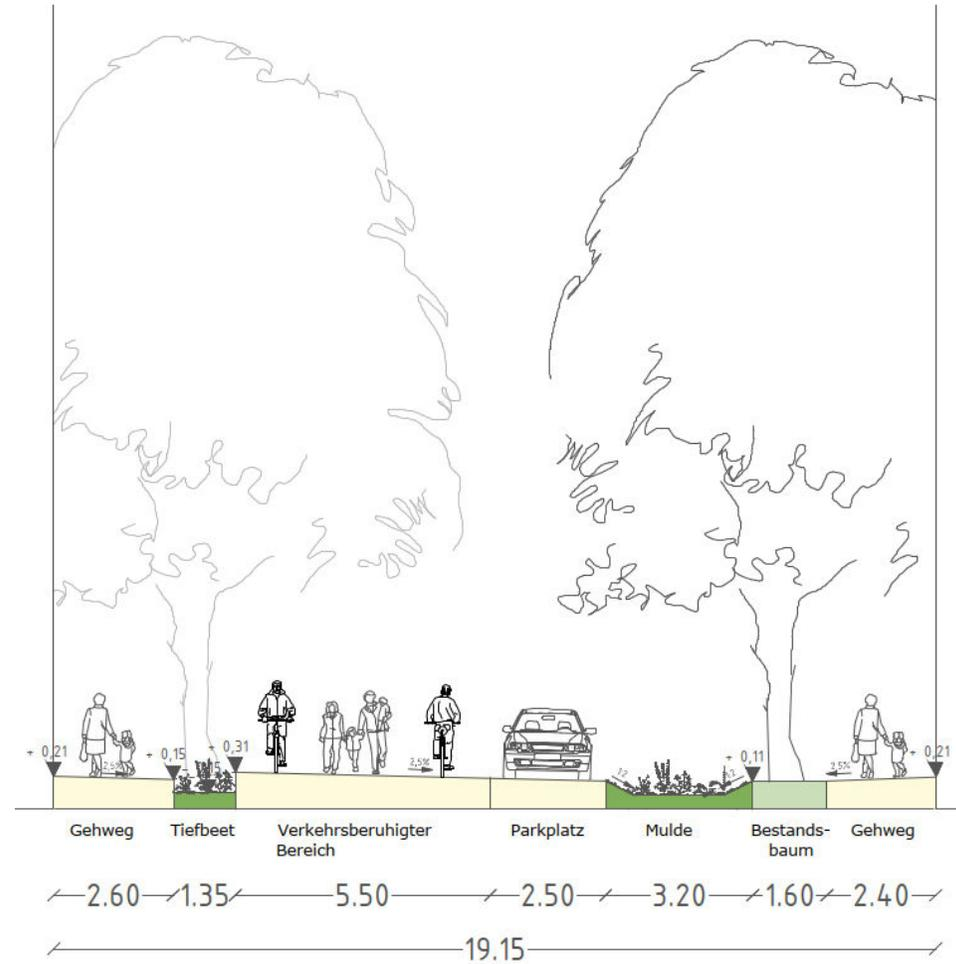 + 0,21
2,5%
+ 0,15
+ 0,31
2,5%
+ 0,11
2,5%
+ 0,21
Gehweg
Tiefbeet
Verkehrsberuhigter
Bereich
Parkplatz
Mulde
Bestands-
baum
Gehweg
2.60
1.35
5.50
2.50
3.20
1.60
2.40
19.15